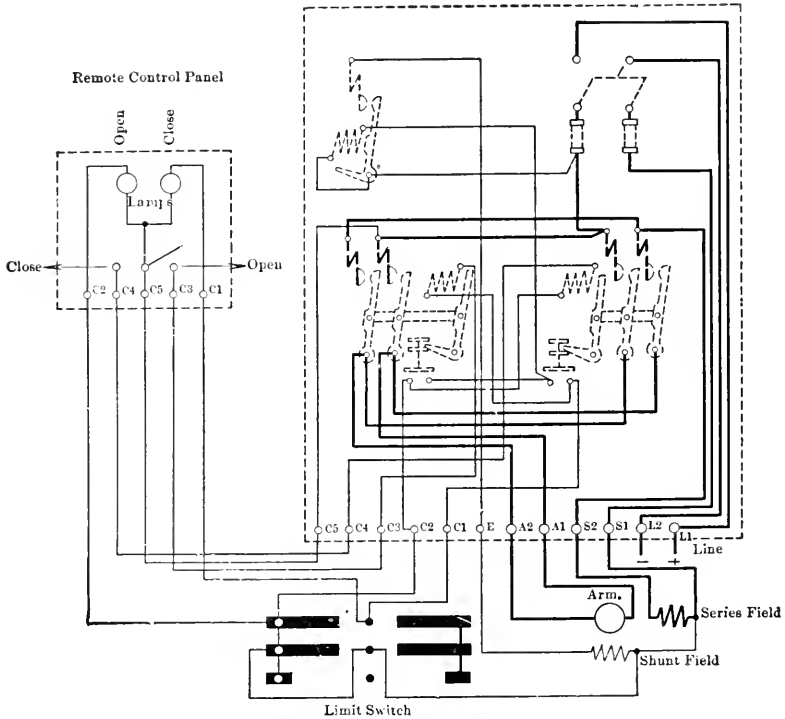 Remote Control Panel
Open
Close
Lamps
Close
Open
C2 C4 C5 C3 C1
C5 C4 C3 C2 C1 E A2 A1 S2 S1 L2 L1
Line
− +
Arm.
Series Field
Shunt Field
Limit Switch